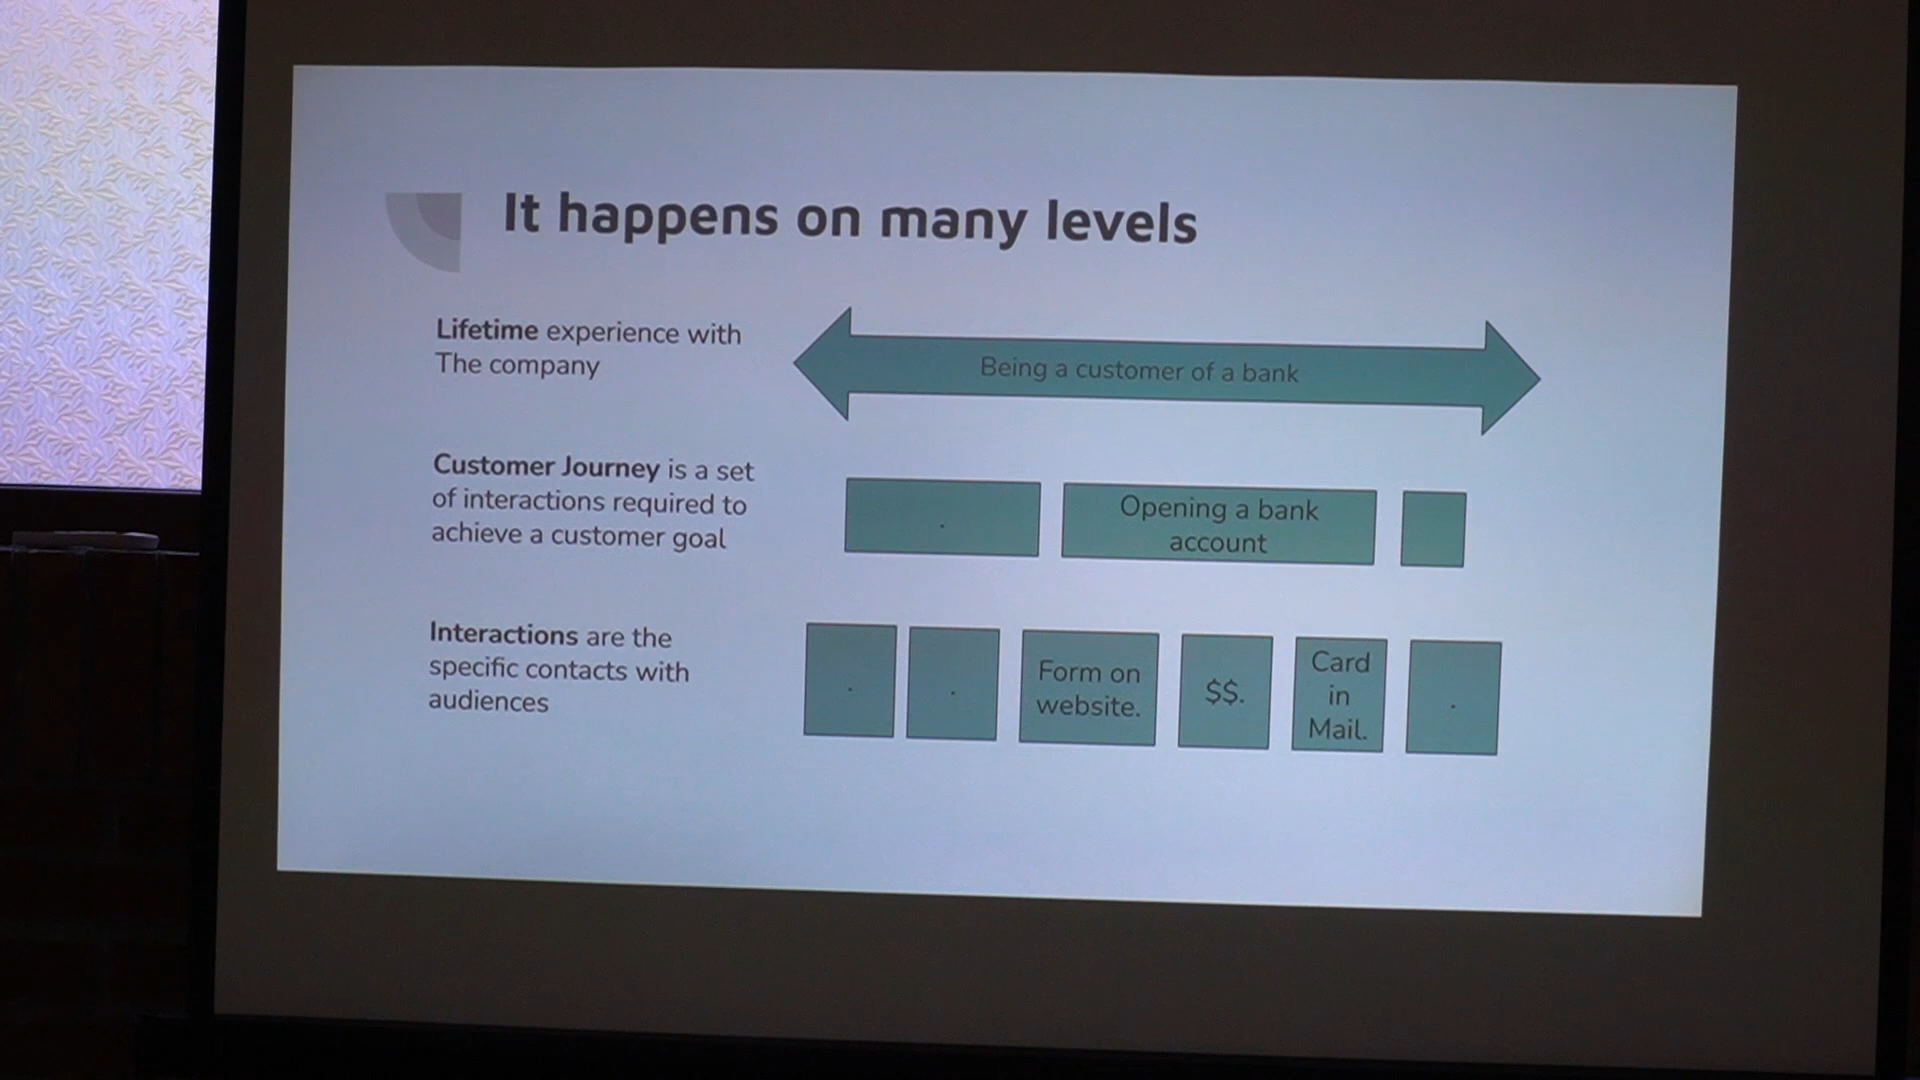 It happens on many levels
Lifetime experience with
The company
Being a customer of a bank
Customer Journey is a set
of interactions required to
achieve a customer goal
.
Opening a bank
account
Interactions are the
specific contacts with
audiences
.
.
Form on
website.
$$.
Card
in
Mail.
.